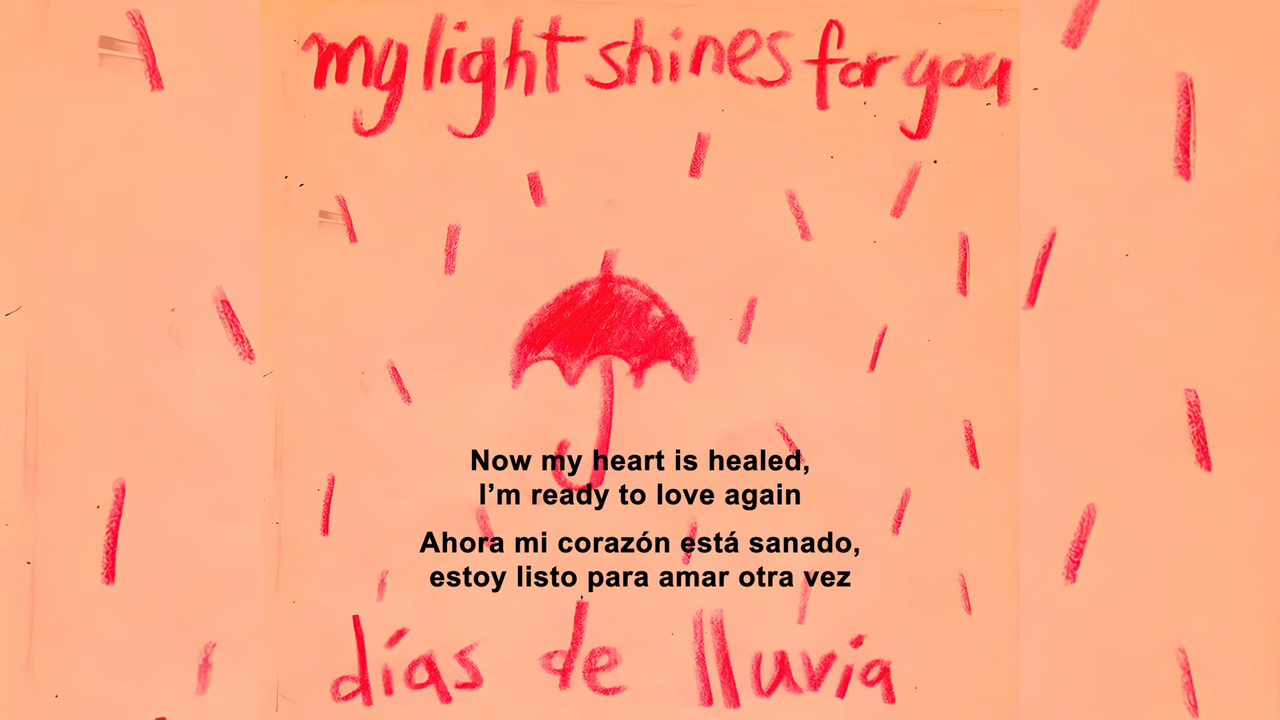 my light shines for you
Now my heart is healed,
I’m ready to love again
Ahora mi corazón está sanado,
estoy listo para amar otra vez
días de lluvia